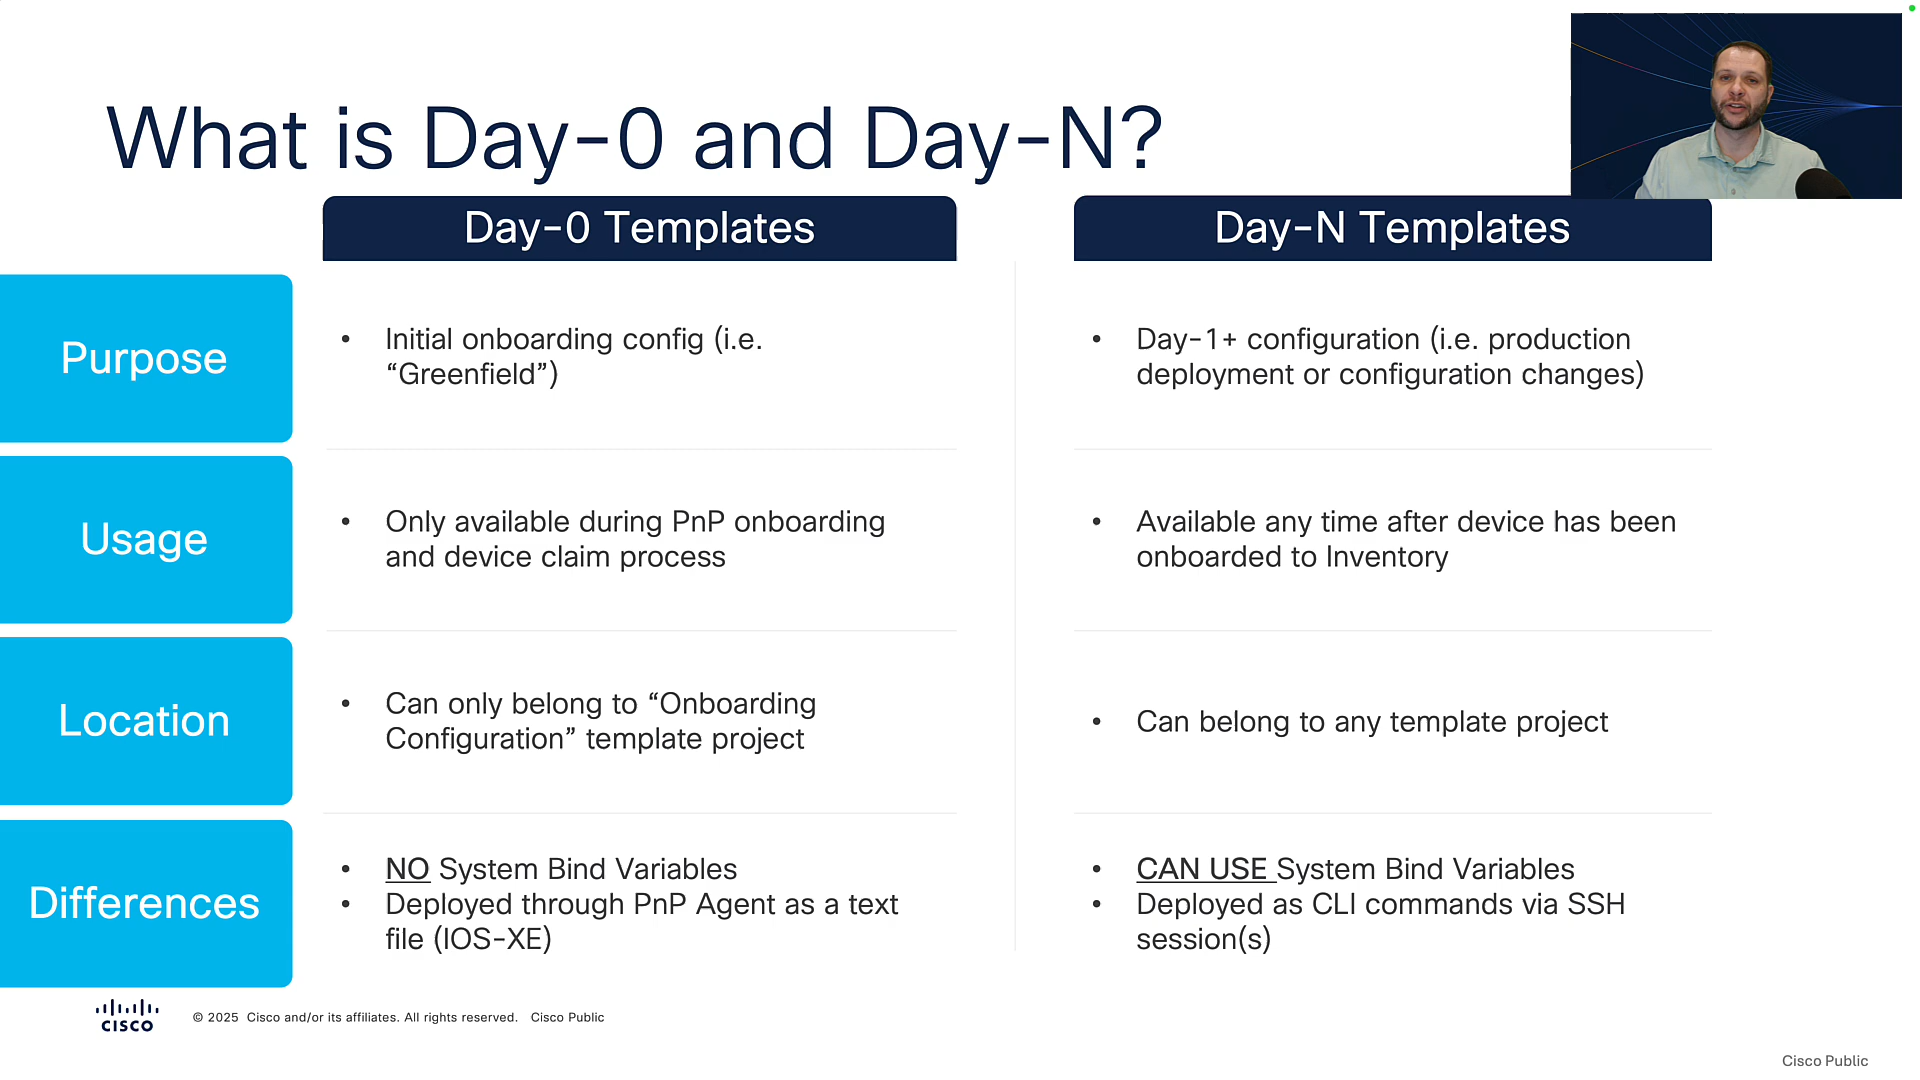 What is Day-0 and Day-N?
Day-0 Templates
Day-N Templates
Purpose
• Initial onboarding config (i.e.
“Greenfield”)
• Day-1+ configuration (i.e. production
deployment or configuration changes)
Usage
• Only available during PnP onboarding
and device claim process
• Available any time after device has been
onboarded to Inventory
Location
• Can only belong to “Onboarding
Configuration” template project
• Can belong to any template project
Differences
• NO System Bind Variables
• Deployed through PnP Agent as a text
file (IOS-XE)
• CAN USE System Bind Variables
• Deployed as CLI commands via SSH
session(s)
CISCO
© 2025 Cisco and/or its affiliates. All rights reserved. Cisco Public
Cisco Public